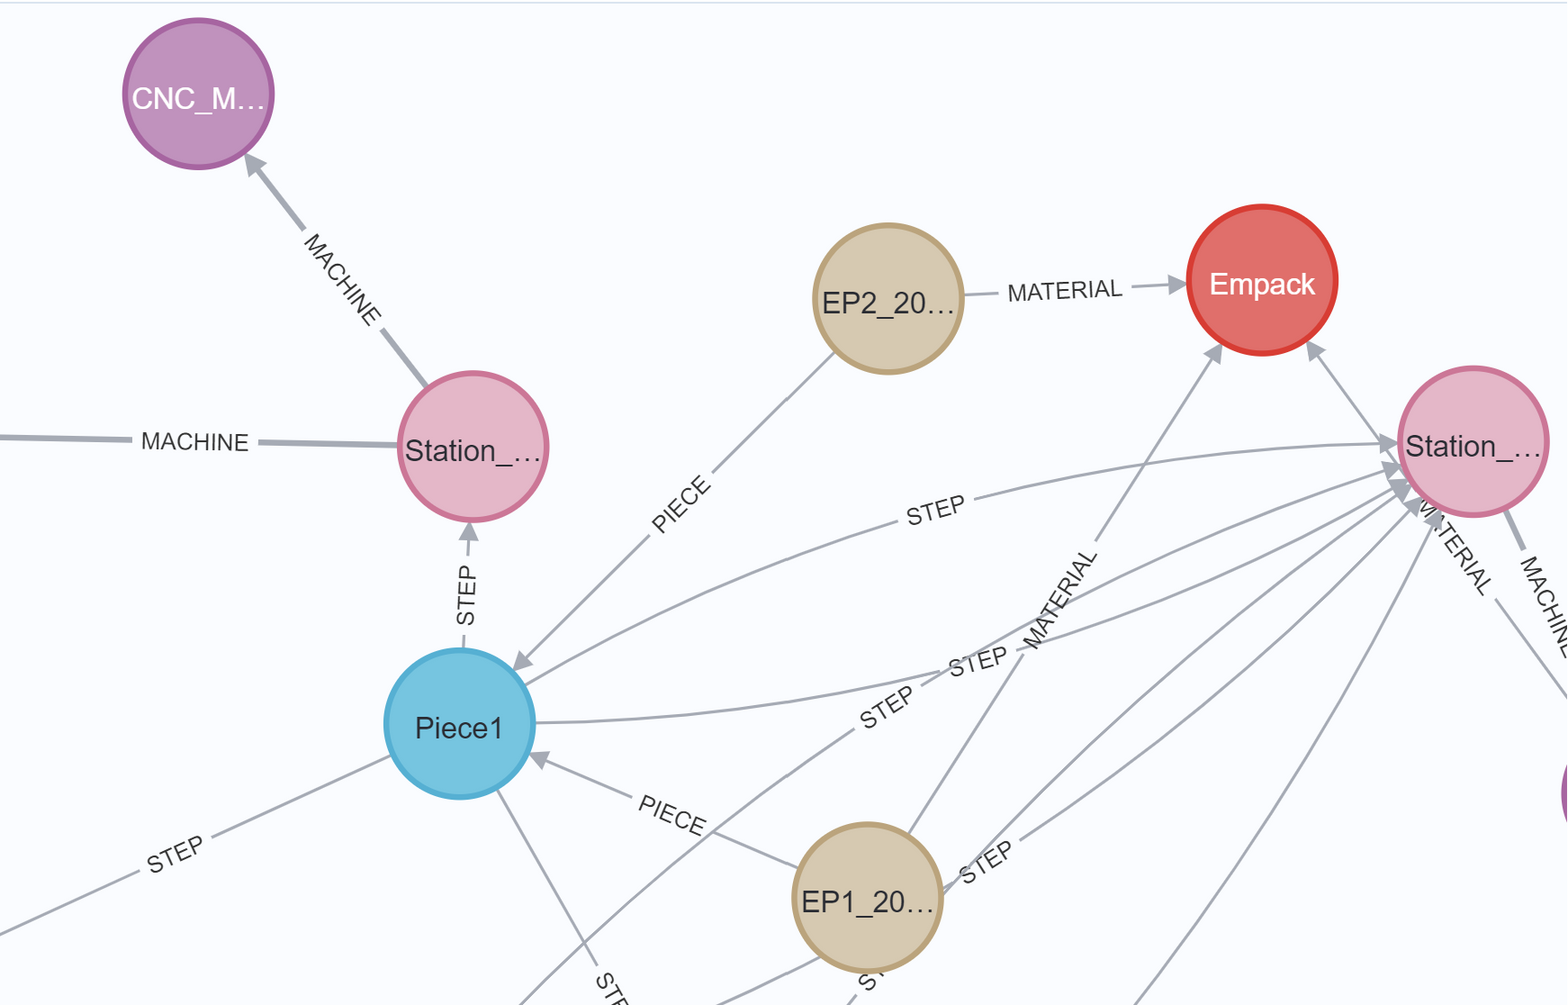 CNC_M...
MACHINE
EP2_20...
MATERIAL
Empack
MACHINE
Station_...
Station_...
PIECE
STEP
STEP
MATERIAL
MATERIAL
MACHINE
STEP
STEP
Piece1
PIECE
STEP
STEP
EP1_20...